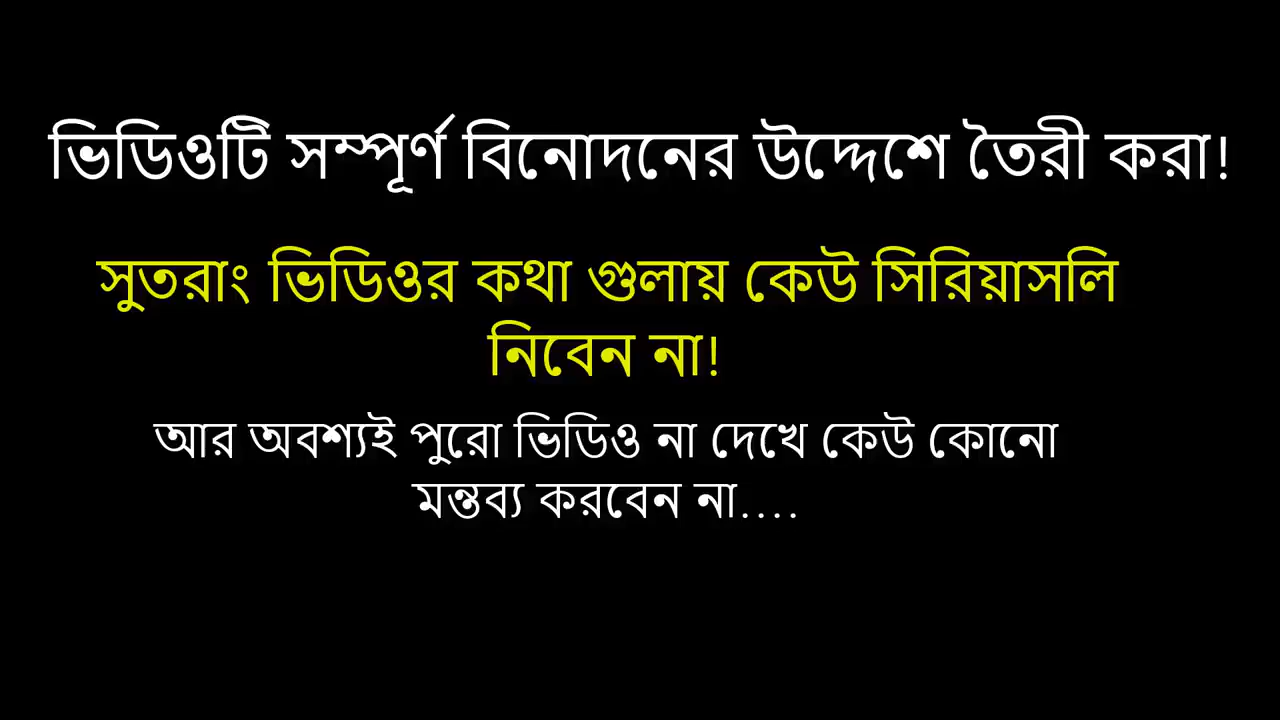 ভিডিওটি সম্পূর্ণ বিনোদনের উদ্দেশে তৈরী করা!
সুতরাং ভিডিওর কথা গুলায় কেউ সিরিয়াসলি
নিবেন না!
আর অবশ্যই পুরো ভিডিও না দেখে কেউ কোনো
মন্তব্য করবেন না....